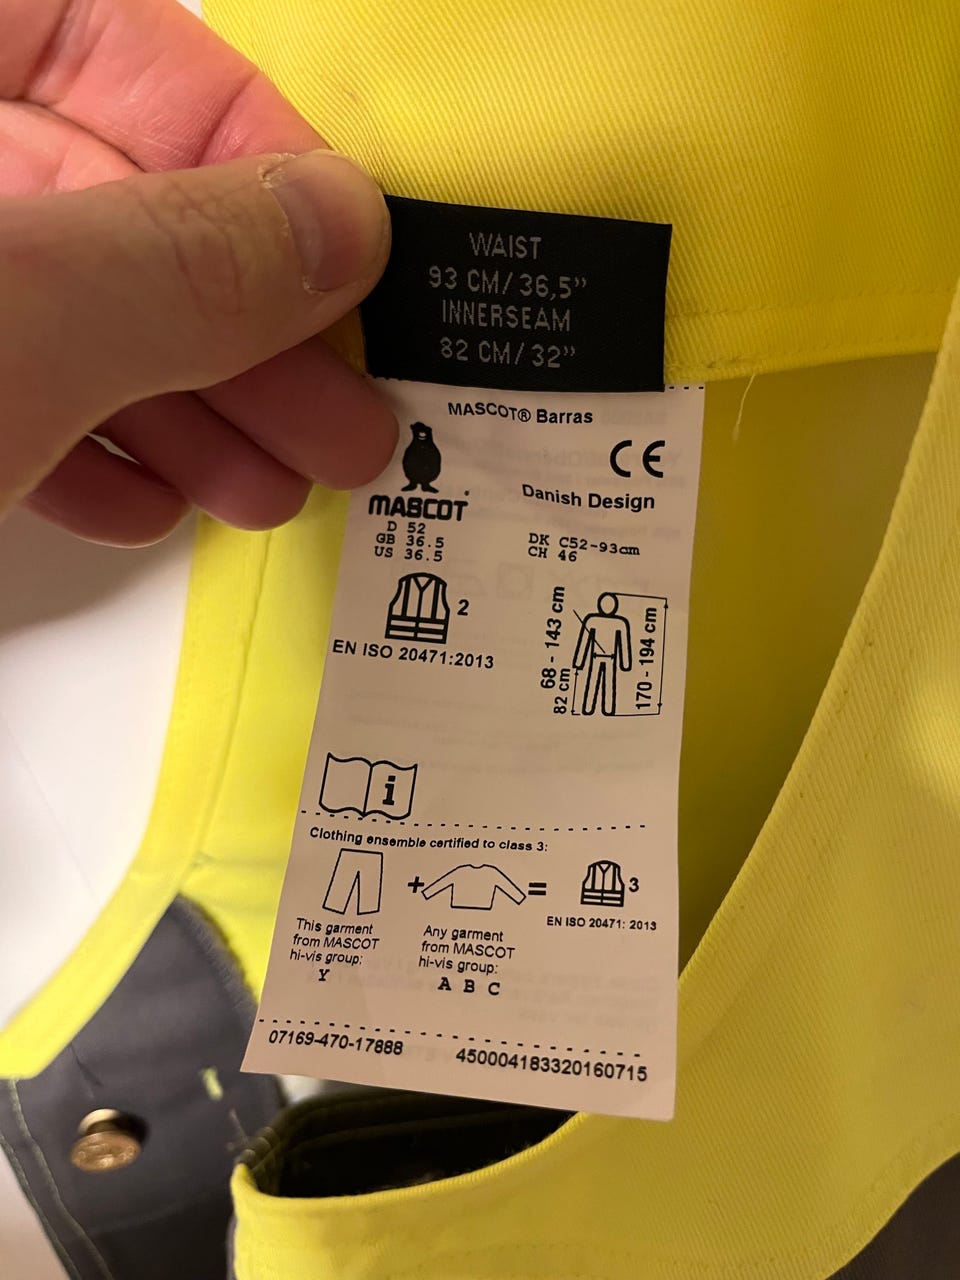 WAIST
93 CM/36,5”
INNERSEAM
82 CM/32”
MASCOT® Barras
CE
MASCOT
Danish Design
D 52
GB 36.5
US 36.5
DK C52-93cm
CH 46
2
EN ISO 20471:2013
68 - 143 cm
82 cm
170 - 194 cm
i
Clothing ensemble certified to class 3:
+
=
3
EN ISO 20471: 2013
This garment
from MASCOT
hi-vis group:
Y
Any garment
from MASCOT
hi-vis group:
A B C
07169-470-17888
450004183320160715